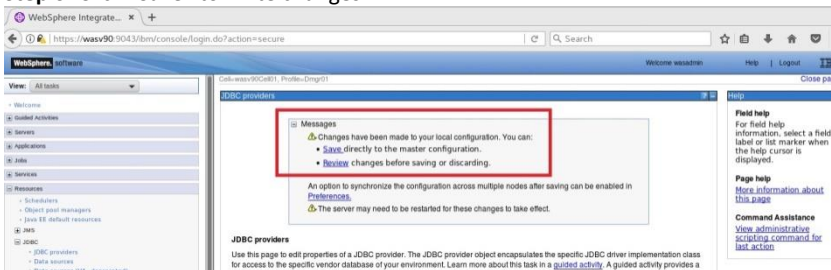 WebSphere Integrate... ×
https://wasv90:9043/ibm/console/login.do?action=secure
Search
WebSphere. software
Welcome wasadmin
Help | Logout
View: All tasks
Cell=wasv90Cell01, Profile=Dmgr01
Close pa
Welcome
Guided Activities
Servers
Applications
Jobs
Services
Resources
Schedulers
Object pool managers
Java EE default resources
JMS
JDBC
JDBC providers
Data sources
JDBC providers
Messages
Changes have been made to your local configuration. You can:
Save directly to the master configuration.
Review changes before saving or discarding.
An option to synchronize the configuration across multiple nodes after saving can be enabled in
Preferences.
The server may need to be restarted for these changes to take effect.
JDBC providers
Use this page to edit properties of a JDBC provider. The JDBC provider object encapsulates the specific JDBC driver implementation class
for access to the specific vendor database of your environment. Learn more about this task in a guided activity. A guided activity provides a
Help
Field help
For field help
information, select a field
label or list marker when
the help cursor is
displayed.
Page help
More information about
this page
Command Assistance
View administrative
scripting command for
last action